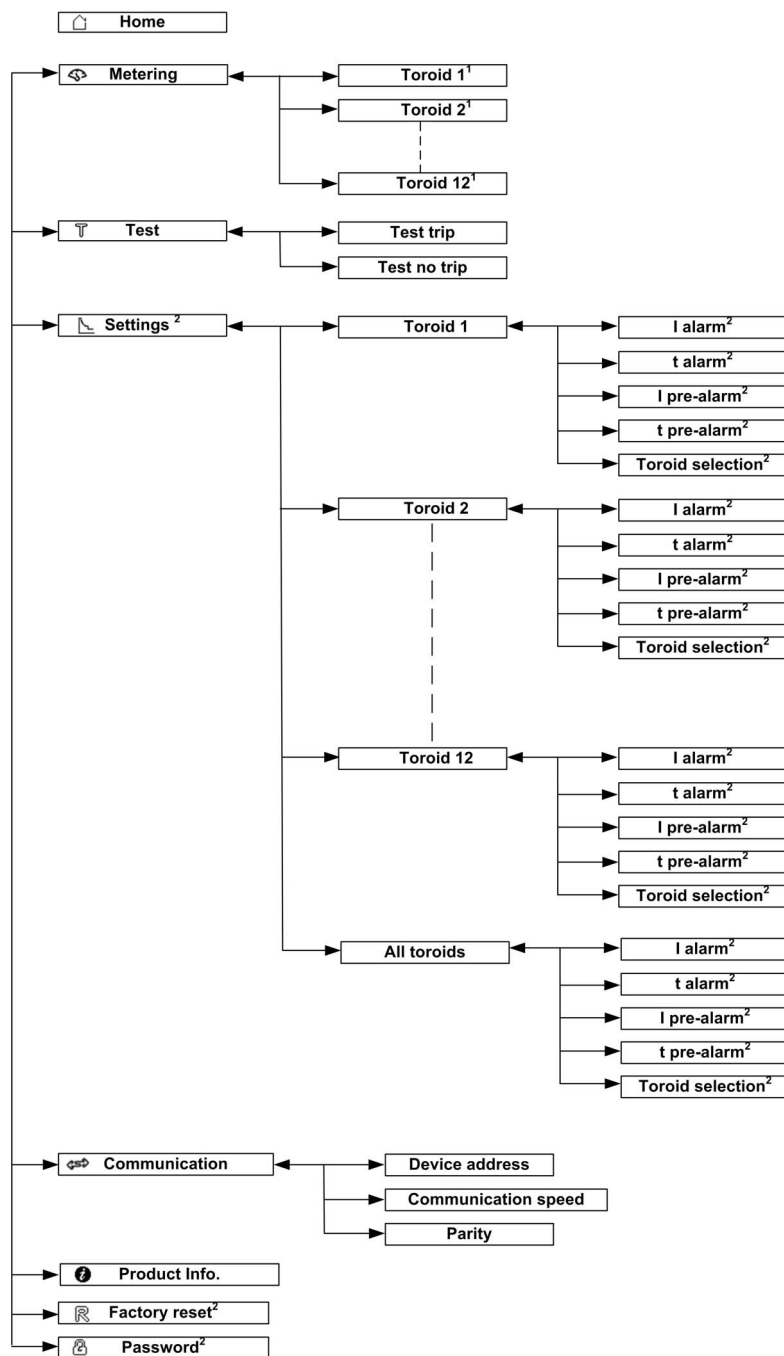 Home
Metering
Toroid 1¹
Toroid 2¹
Toroid 12¹
Test
Test trip
Test no trip
Settings ²
Toroid 1
I alarm²
t alarm²
I pre-alarm²
t pre-alarm²
Toroid selection²
Toroid 2
I alarm²
t alarm²
I pre-alarm²
t pre-alarm²
Toroid selection²
Toroid 12
I alarm²
t alarm²
I pre-alarm²
t pre-alarm²
Toroid selection²
All toroids
I alarm²
t alarm²
I pre-alarm²
t pre-alarm²
Toroid selection²
Communication
Device address
Communication speed
Parity
Product Info.
Factory reset²
Password²